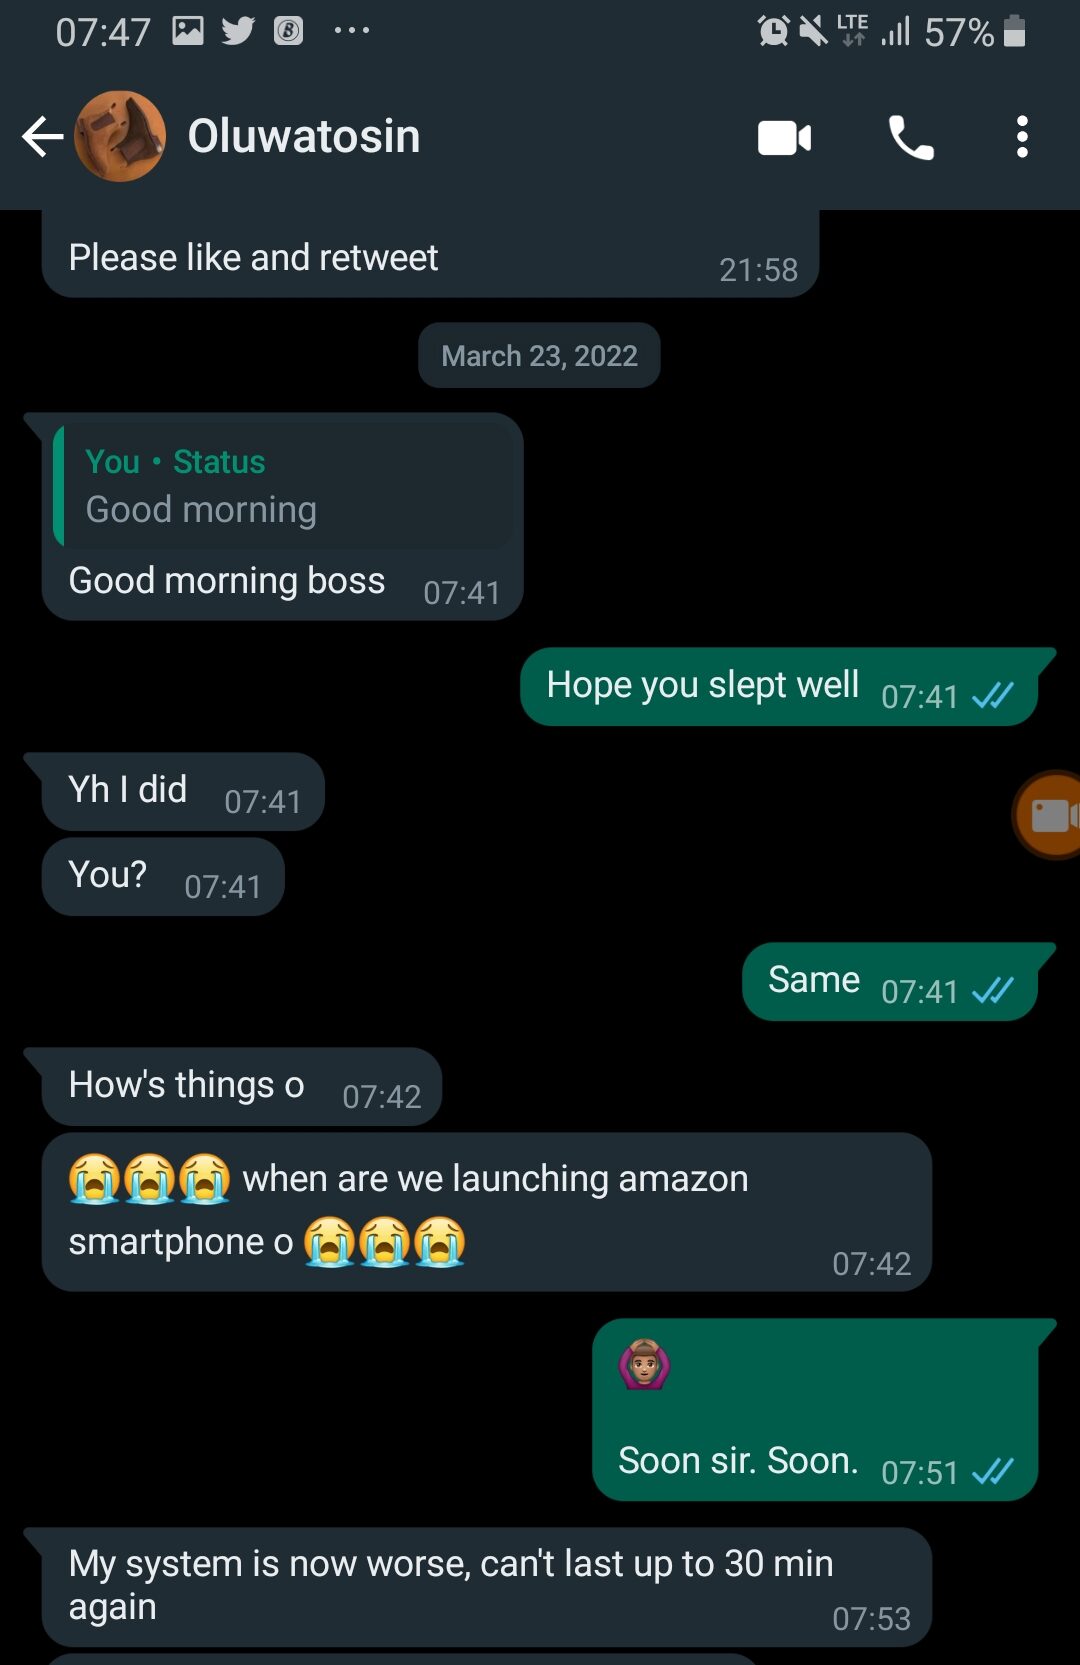 07:47
LTE
57%
Oluwatosin
Please like and retweet
21:58
March 23, 2022
You • Status
Good morning
Good morning boss 07:41
Hope you slept well 07:41
Yh I did 07:41
You? 07:41
Same 07:41
How's things o 07:42
😭😭😭 when are we launching amazon
smartphone o 😭😭😭
07:42
🙆🏽‍♂️
Soon sir. Soon. 07:51
My system is now worse, can't last up to 30 min
again
07:53